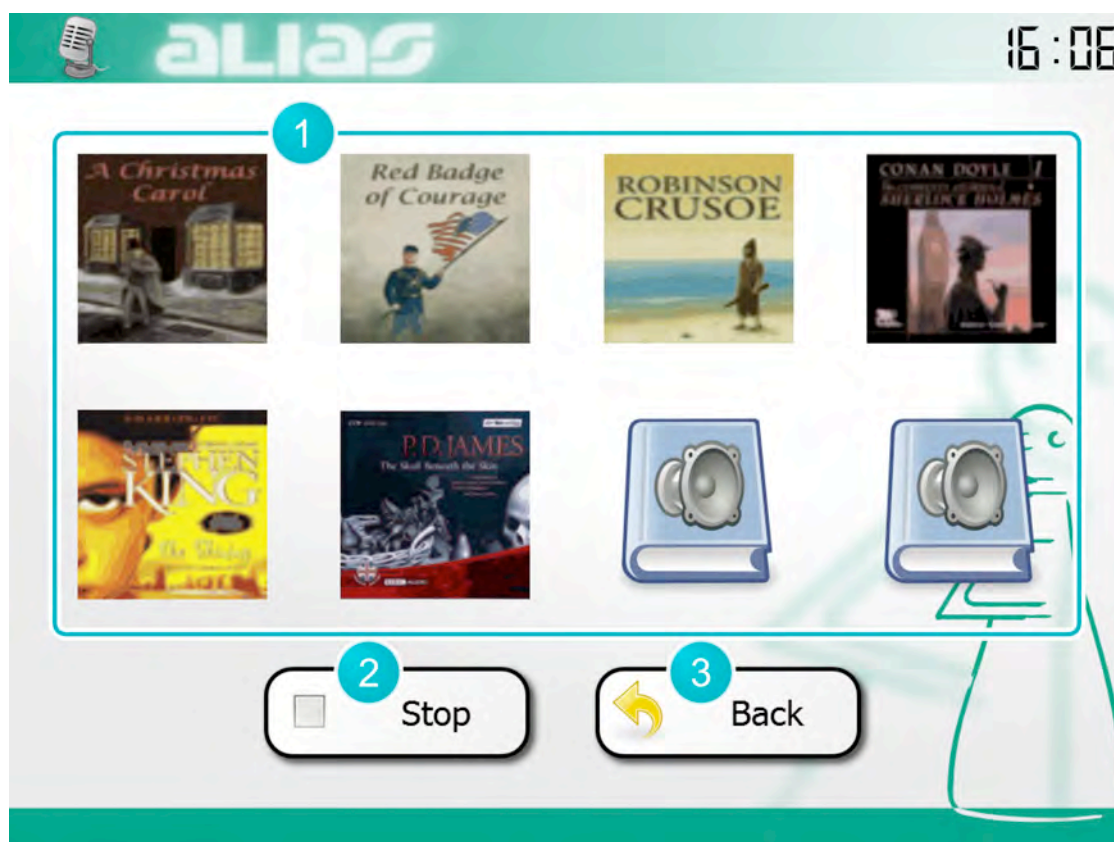 ALIAS
16:06
1
A Christmas
Carol
Red Badge
of Courage
ROBINSON
CRUSOE
CONAN DOYLE
SHERLOCK HOLMES
STEPHEN
KING
P.D. JAMES
The Skull Beneath the Skin
2
Stop
3
Back